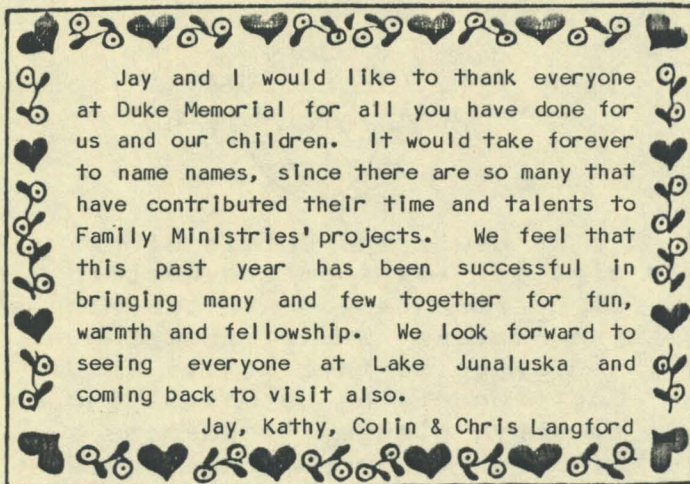 Jay and I would like to thank everyone
at Duke Memorial for all you have done for
us and our children. It would take forever
to name names, since there are so many that
have contributed their time and talents to
Family Ministries' projects. We feel that
this past year has been successful in
bringing many and few together for fun,
warmth and fellowship. We look forward to
seeing everyone at Lake Junaluska and
coming back to visit also.
Jay, Kathy, Colin & Chris Langford